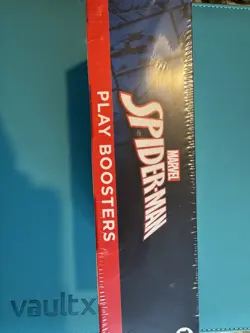 MARVEL
SPIDER-MAN
PLAY BOOSTERS
vaultx